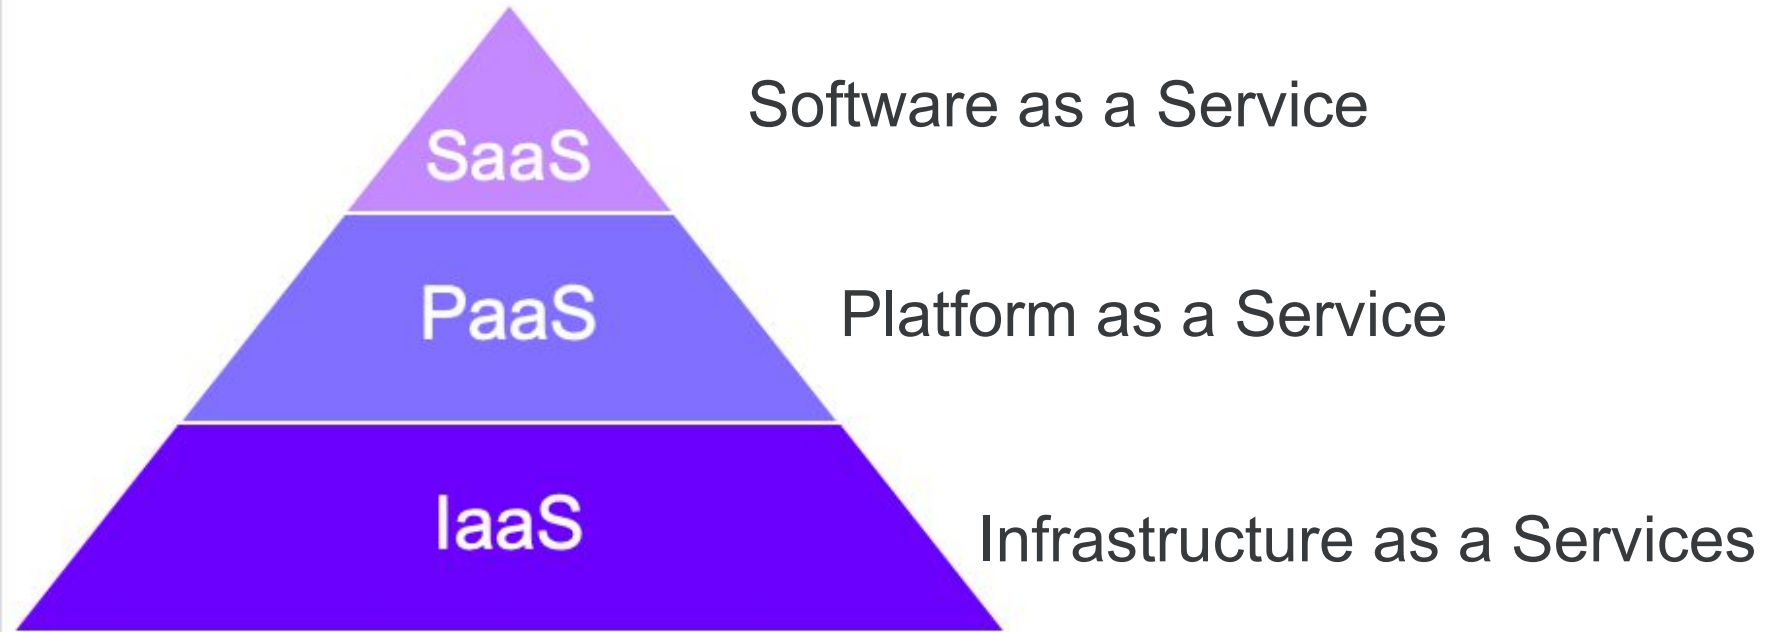 SaaS
Software as a Service
PaaS
Platform as a Service
IaaS
Infrastructure as a Services